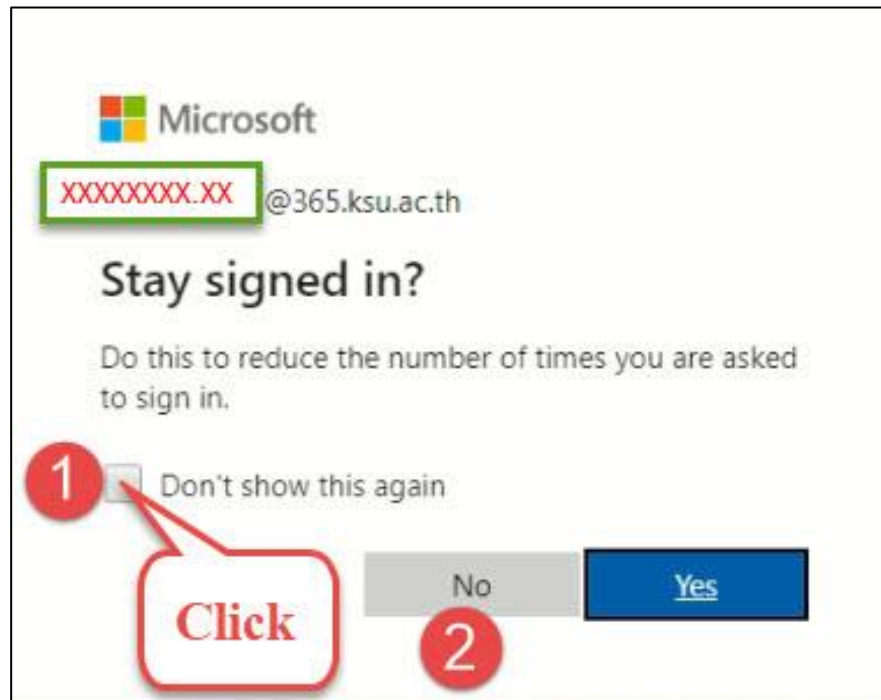 Microsoft
XXXXXXXX.XX @365.ksu.ac.th
Stay signed in?
Do this to reduce the number of times you are asked
to sign in.
1 Don't show this again
No Yes
Click
2